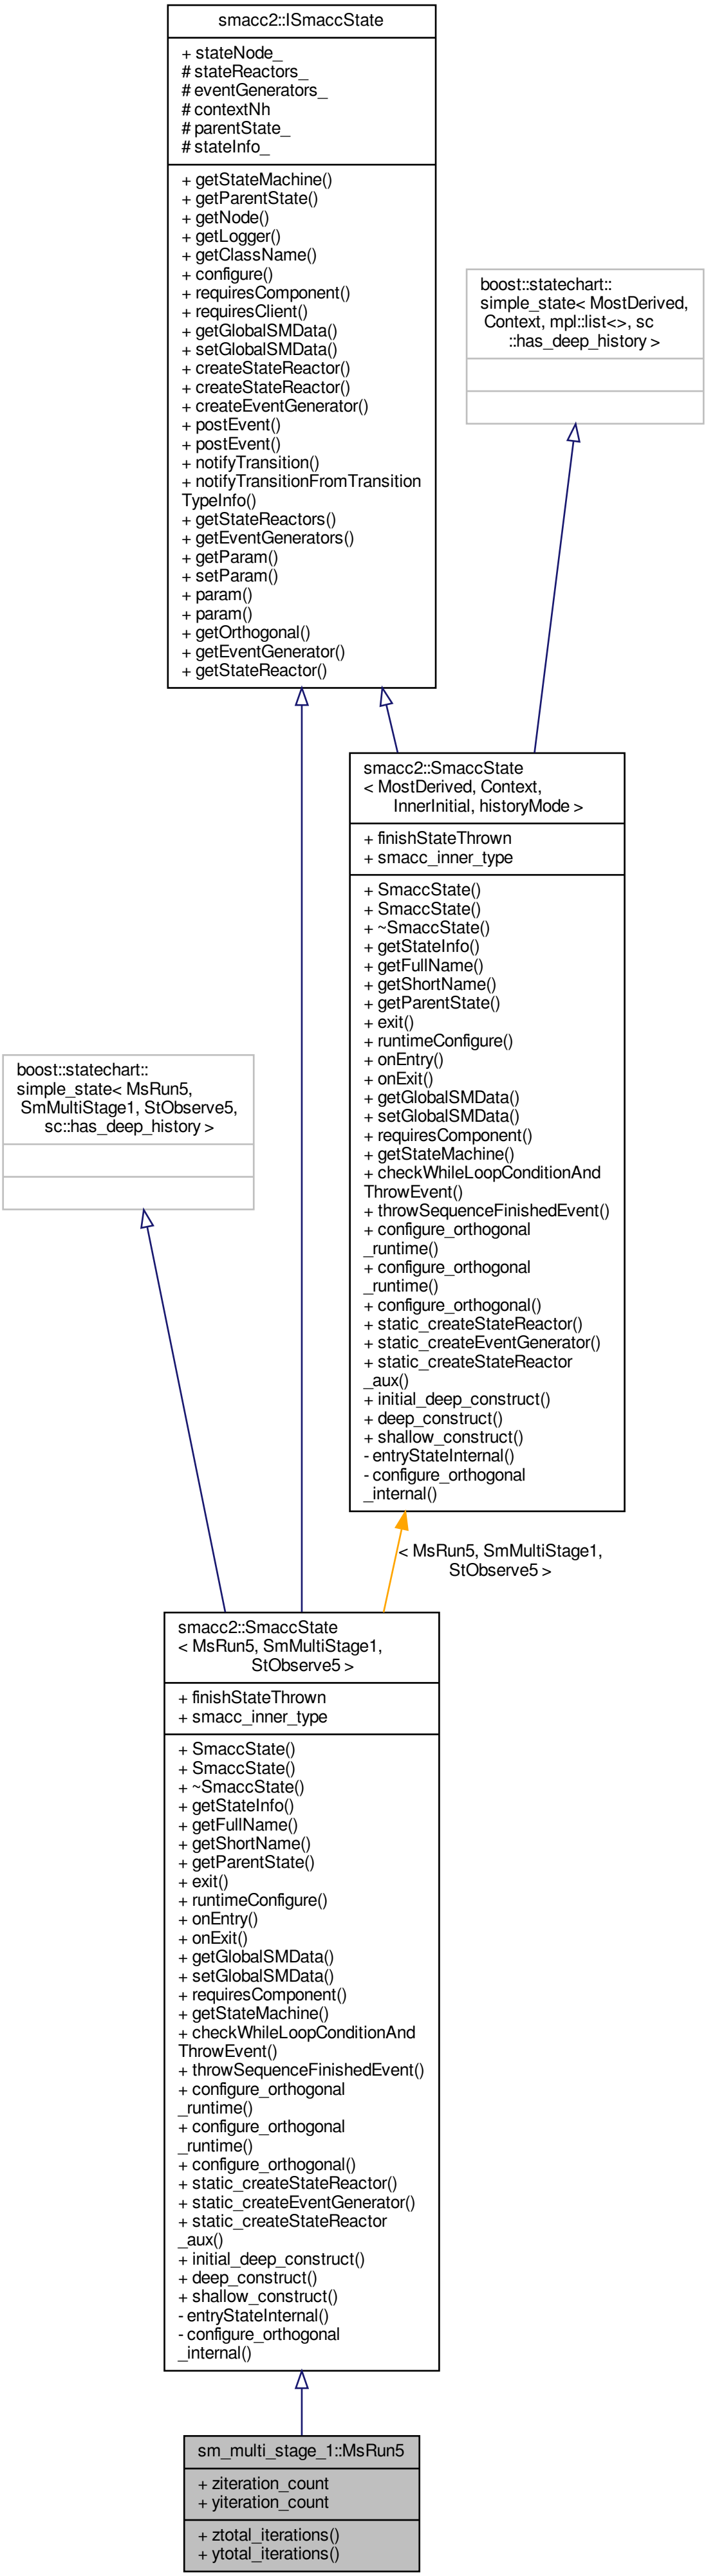 smacc2::ISmaccState
+ stateNode_
# stateReactors_
# eventGenerators_
# contextNh
# parentState_
# stateInfo_
+ getStateMachine()
+ getParentState()
+ getNode()
+ getLogger()
+ getClassName()
+ configure()
+ requiresComponent()
+ requiresClient()
+ getGlobalSMData()
+ setGlobalSMData()
+ createStateReactor()
+ createStateReactor()
+ createEventGenerator()
+ postEvent()
+ postEvent()
+ notifyTransition()
+ notifyTransitionFromTransition
TypeInfo()
+ getStateReactors()
+ getEventGenerators()
+ getParam()
+ setParam()
+ param()
+ param()
+ getOrthogonal()
+ getEventGenerator()
+ getStateReactor()
boost::statechart::
simple_state< MostDerived,
Context, mpl::list<>, sc
::has_deep_history >
smacc2::SmaccState
< MostDerived, Context,
InnerInitial, historyMode >
+ finishStateThrown
+ smacc_inner_type
+ SmaccState()
+ SmaccState()
+ ~SmaccState()
+ getStateInfo()
+ getFullName()
+ getShortName()
+ getParentState()
+ exit()
+ runtimeConfigure()
+ onEntry()
+ onExit()
+ getGlobalSMData()
+ setGlobalSMData()
+ requiresComponent()
+ getStateMachine()
+ checkWhileLoopConditionAnd
ThrowEvent()
+ throwSequenceFinishedEvent()
+ configure_orthogonal
_runtime()
+ configure_orthogonal
_runtime()
+ configure_orthogonal()
+ static_createStateReactor()
+ static_createEventGenerator()
+ static_createStateReactor
_aux()
+ initial_deep_construct()
+ deep_construct()
+ shallow_construct()
- entryStateInternal()
- configure_orthogonal
_internal()
boost::statechart::
simple_state< MsRun5,
SmMultiStage1, StObserve5,
sc::has_deep_history >
< MsRun5, SmMultiStage1,
StObserve5 >
smacc2::SmaccState
< MsRun5, SmMultiStage1,
StObserve5 >
+ finishStateThrown
+ smacc_inner_type
+ SmaccState()
+ SmaccState()
+ ~SmaccState()
+ getStateInfo()
+ getFullName()
+ getShortName()
+ getParentState()
+ exit()
+ runtimeConfigure()
+ onEntry()
+ onExit()
+ getGlobalSMData()
+ setGlobalSMData()
+ requiresComponent()
+ getStateMachine()
+ checkWhileLoopConditionAnd
ThrowEvent()
+ throwSequenceFinishedEvent()
+ configure_orthogonal
_runtime()
+ configure_orthogonal
_runtime()
+ configure_orthogonal()
+ static_createStateReactor()
+ static_createEventGenerator()
+ static_createStateReactor
_aux()
+ initial_deep_construct()
+ deep_construct()
+ shallow_construct()
- entryStateInternal()
- configure_orthogonal
_internal()
sm_multi_stage_1::MsRun5
+ ziteration_count
+ yiteration_count
+ ztotal_iterations()
+ ytotal_iterations()